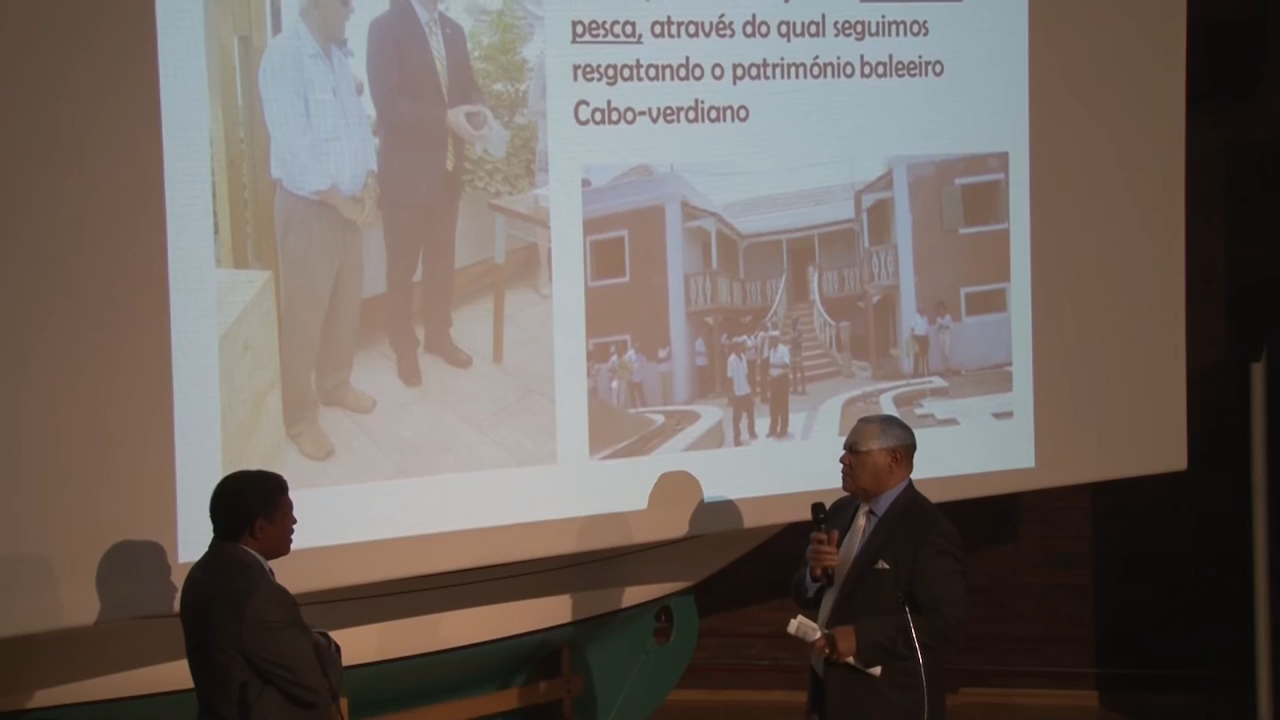 pesca, através do qual seguimos
resgatando o património baleeiro
Cabo-verdiano